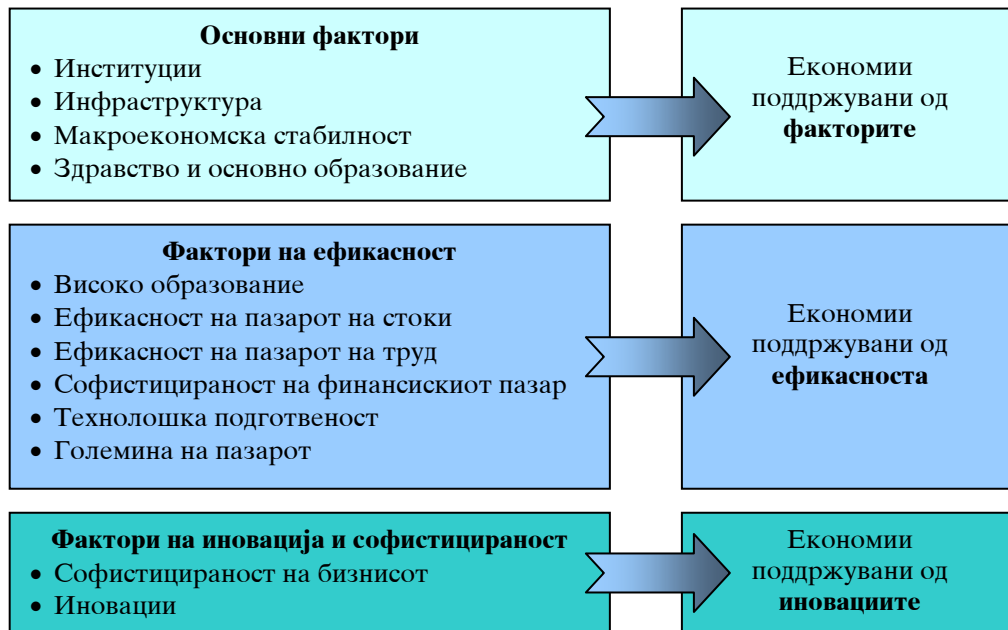 Основни фактори
• Институции
• Инфраструктура
• Макроекономска стабилност
• Здравство и основно образование
Економии
поддржувани од
факторите
Фактори на ефикасност
• Високо образование
• Ефикасност на пазарот на стоки
• Ефикасност на пазарот на труд
• Софистицираност на финансискиот пазар
• Технолошка подготвеност
• Големина на пазарот
Економии
поддржувани од
ефикасноста
Фактори на иновација и софистицираност
• Софистицираност на бизнисот
• Иновации
Економии
поддржувани од
иновациите